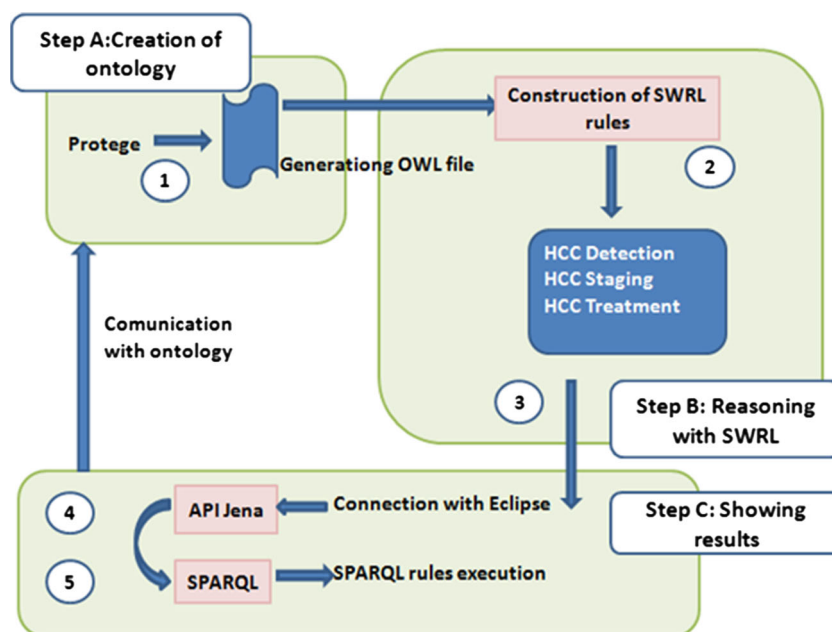 Step A:Creation of
ontology
Protege
1
Generationg OWL file
Construction of SWRL
rules
2
HCC Detection
HCC Staging
HCC Treatment
3
Step B: Reasoning
with SWRL
Comunication
with ontology
4
API Jena
Connection with Eclipse
Step C: Showing
results
5
SPARQL
SPARQL rules execution